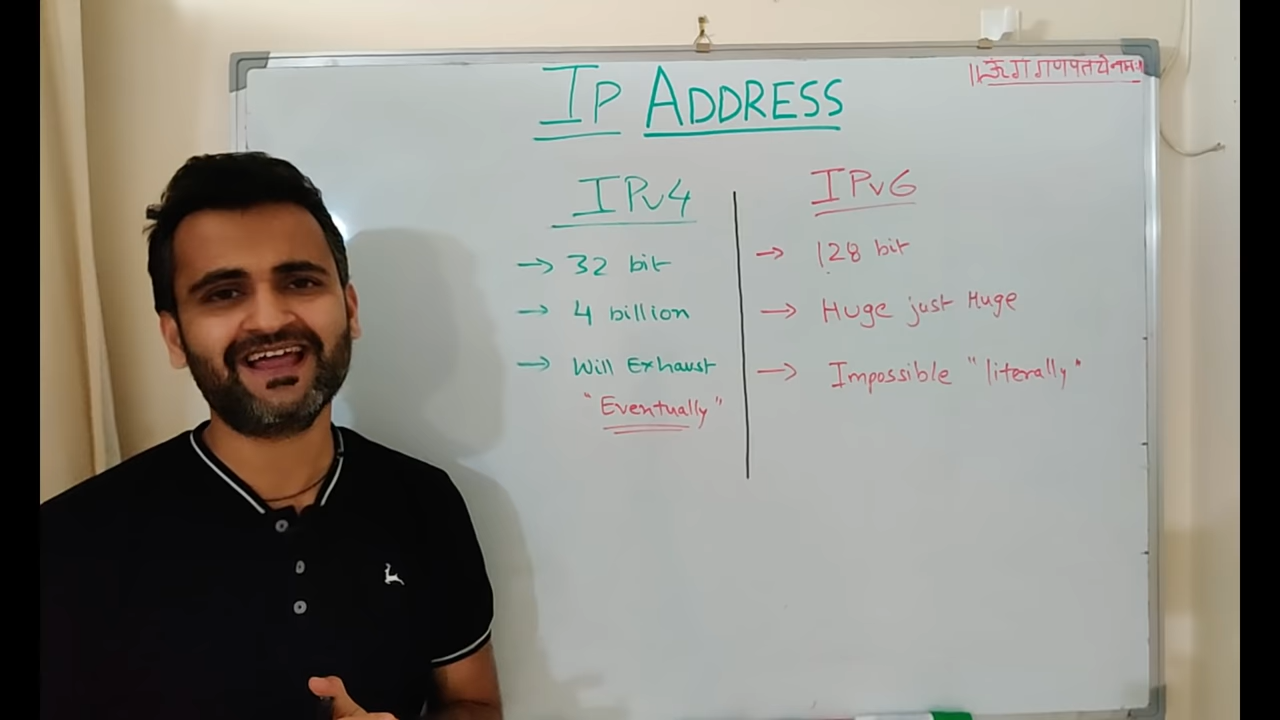 IP ADDRESS
॥ऊँ गं गणपतये नमः॥
IPv4
→ 32 bit
→ 4 billion
→ Will Exhaust
"Eventually"
IPv6
→ 128 bit
→ Huge just Huge
→ Impossible "literally"